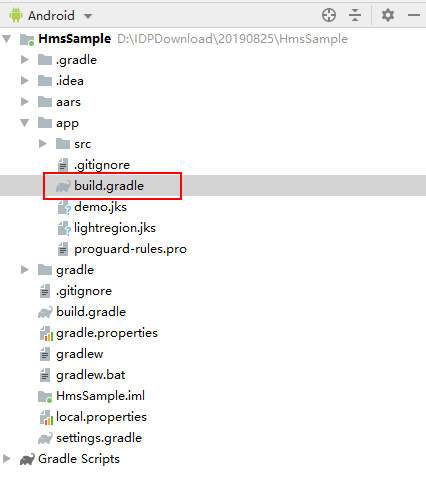 Android
HmsSample D:\IDPDownload\20190825\HmsSample
.gradle
.idea
aars
app
src
.gitignore
build.gradle
demo.jks
lightregion.jks
proguard-rules.pro
gradle
.gitignore
build.gradle
gradle.properties
gradlew
gradlew.bat
HmsSample.iml
local.properties
settings.gradle
Gradle Scripts